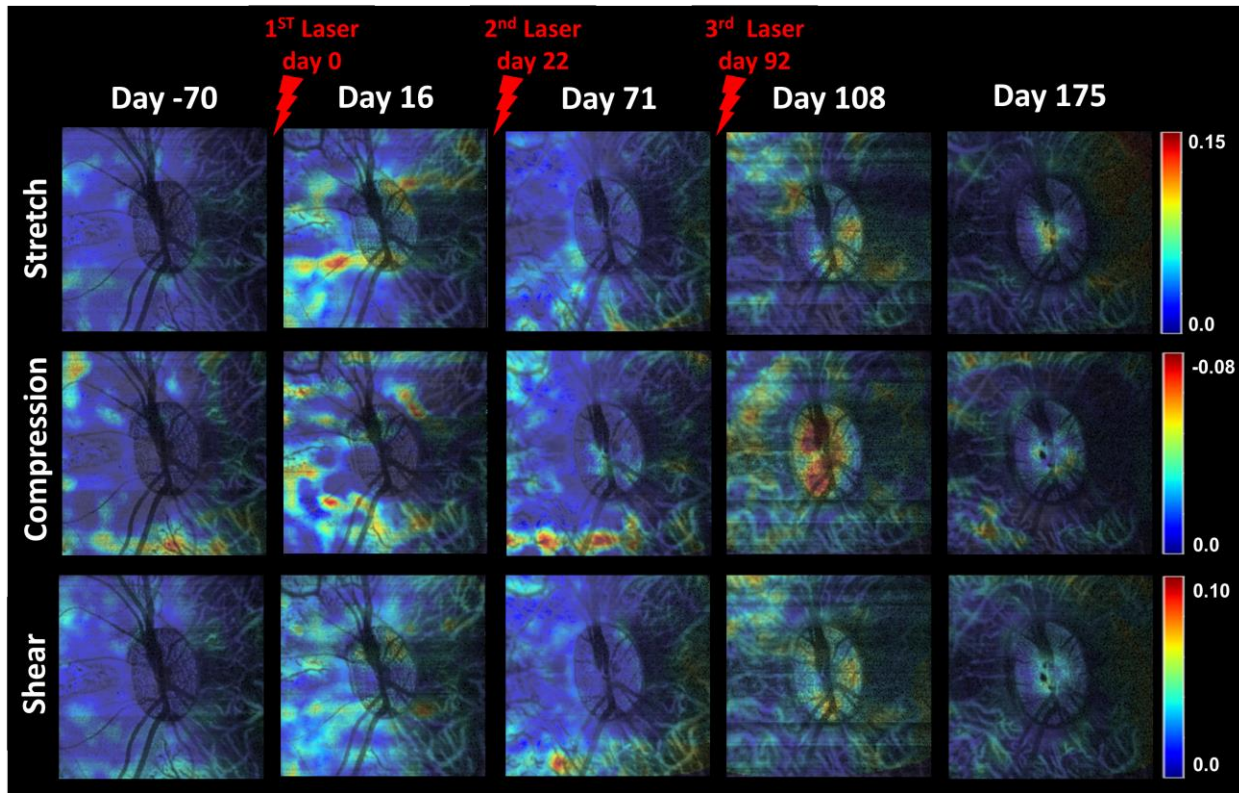 1ST Laser
day 0
2nd Laser
day 22
3rd Laser
day 92
Day -70
Day 16
Day 71
Day 108
Day 175
Stretch
0.15
0.0
Compression
-0.08
0.0
Shear
0.10
0.0